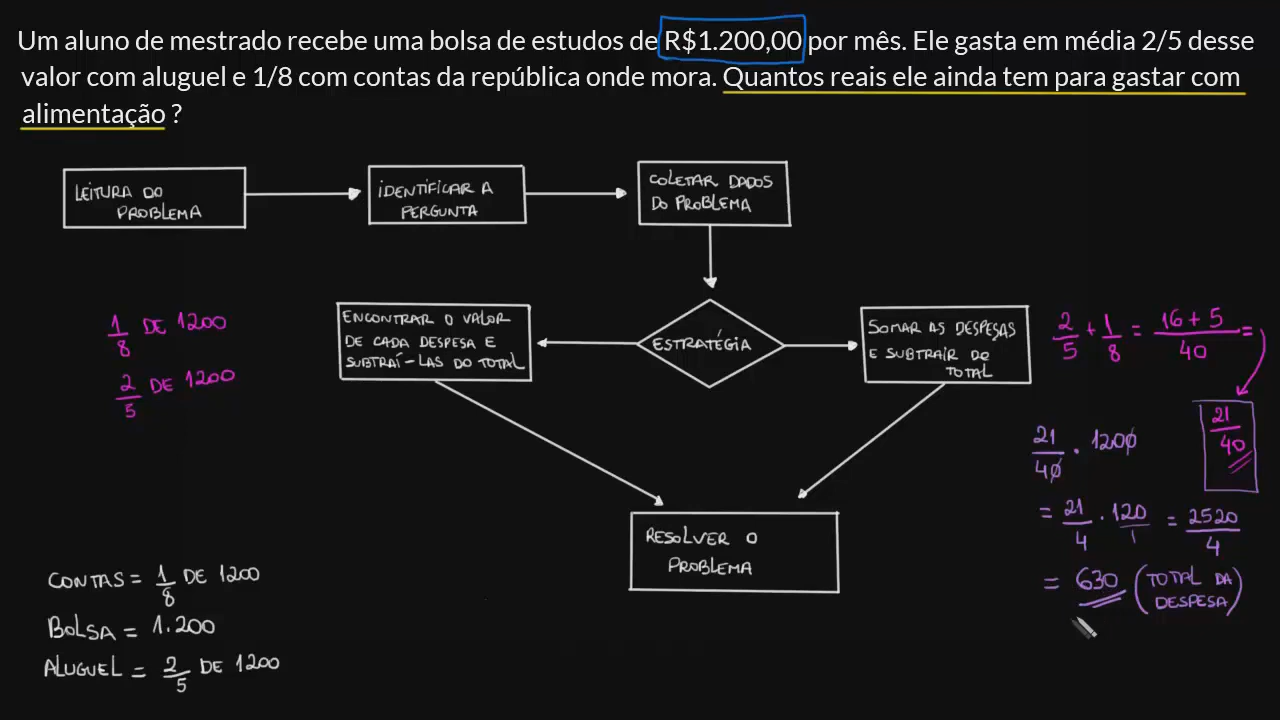 Um aluno de mestrado recebe uma bolsa de estudos de R$1.200,00 por mês. Ele gasta em média 2/5 desse
valor com aluguel e 1/8 com contas da república onde mora. Quantos reais ele ainda tem para gastar com
alimentação ?
LEITURA DO
PROBLEMA
IDENTIFICAR A
PERGUNTA
COLETAR DADOS
DO PROBLEMA
ENCONTRAR O VALOR
DE CADA DESPESA E
SUBTRAÍ-LAS DO TOTAL
ESTRATÉGIA
SOMAR AS DESPESAS
E SUBTRAIR DO
TOTAL
RESOLVER O
PROBLEMA
1/8 DE 1200
2/5 DE 1200
CONTAS = 1/8 DE 1200
BOLSA = 1.200
ALUGUEL = 2/5 DE 1200
2/5 + 1/8 = 16+5/40 =
21/40
21/40 . 1200
= 21/4 . 120/1 = 2520/4
= 630 (TOTAL DA
DESPESA)